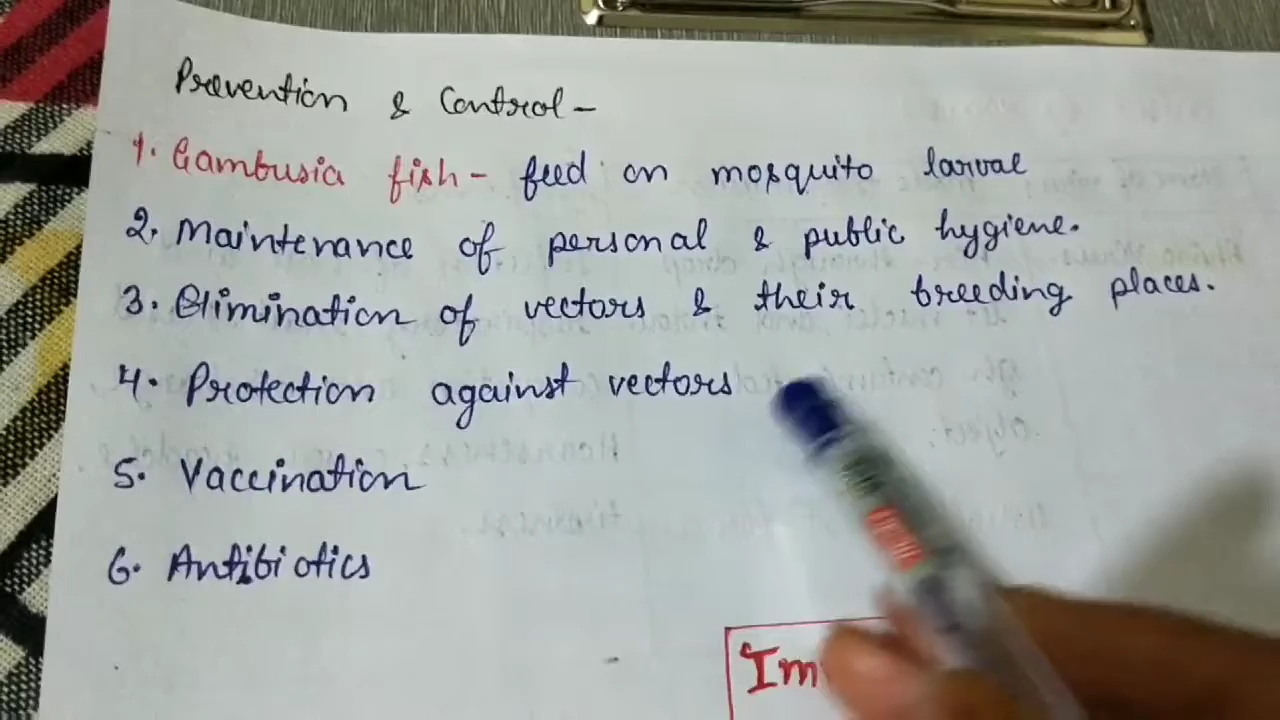 Prevention & Control -
1. Gambusia fish - feed on mosquito larvae
2. Maintenance of personal & public hygiene.
3. Elimination of vectors & their breeding places.
4. Protection against vectors
5. Vaccination
6. Antibiotics
Im